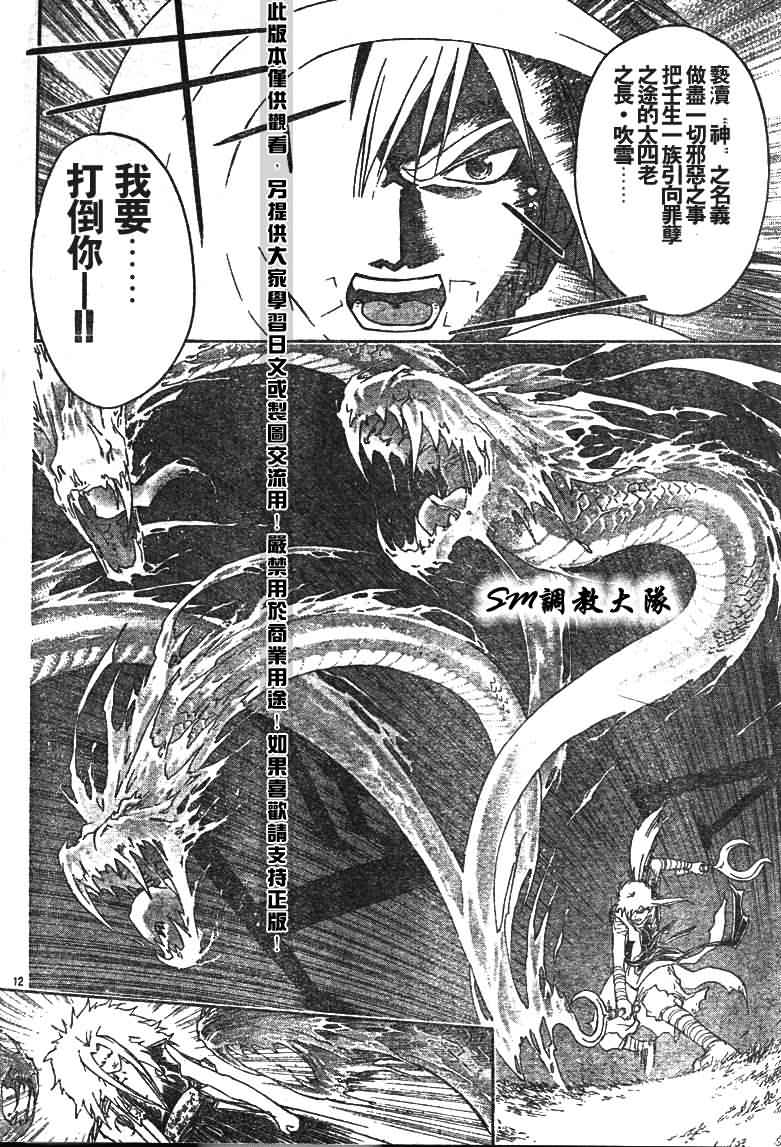 褻瀆〝神〞之名義
做盡一切邪惡之事
把壬生一族引向罪孽
之途的太四老
之長・吹雪……
我要……
打倒你─!!
此版本僅供觀看，另提供大家學習日文或製圖交流用！嚴禁用於商業用途！如果喜歡請支持正版！
SM調教大隊
12